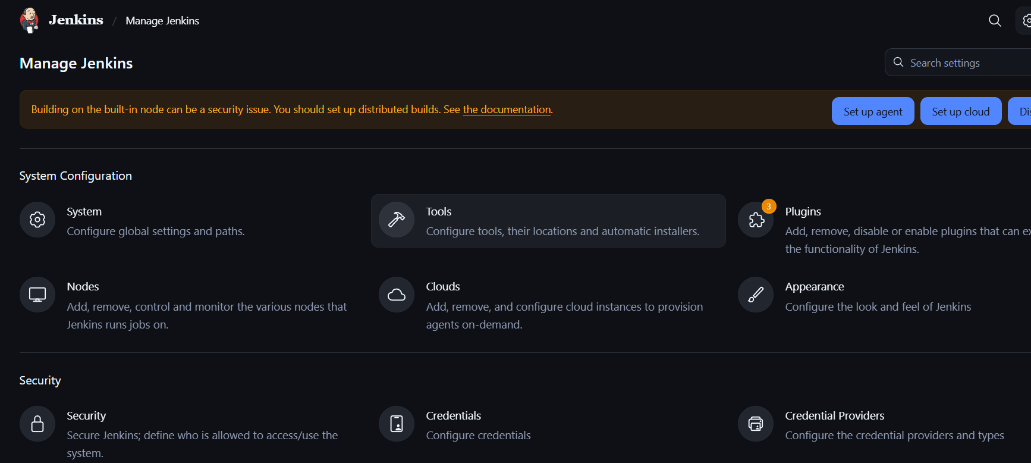 Jenkins / Manage Jenkins
Manage Jenkins
Search settings
Building on the built-in node can be a security issue. You should set up distributed builds. See the documentation.
Set up agent
Set up cloud
System Configuration
System
Configure global settings and paths.
Tools
Configure tools, their locations and automatic installers.
3
Plugins
Add, remove, disable or enable plugins that can
the functionality of Jenkins.
Nodes
Add, remove, control and monitor the various nodes that
Jenkins runs jobs on.
Clouds
Add, remove, and configure cloud instances to provision
agents on-demand.
Appearance
Configure the look and feel of Jenkins
Security
Security
Secure Jenkins; define who is allowed to access/use the
system.
Credentials
Configure credentials
Credential Providers
Configure the credential providers and types